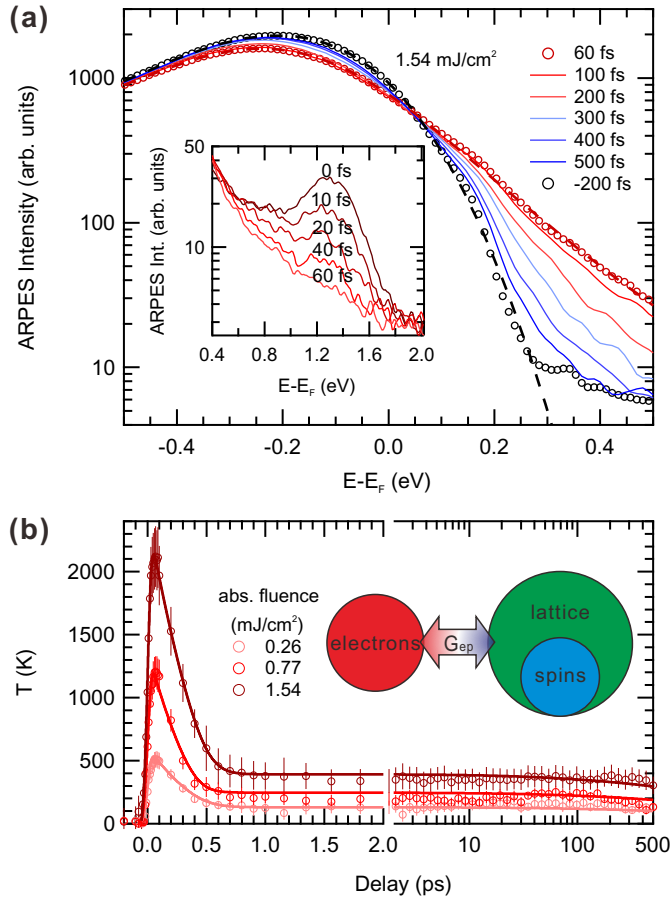 (a)
1000
100
10
ARPES Intensity (arb. units)
1.54 mJ/cm²
60 fs
100 fs
200 fs
300 fs
400 fs
500 fs
-200 fs
50
10
ARPES Int. (arb. units)
0 fs
10 fs
20 fs
40 fs
60 fs
0.4 0.8 1.2 1.6 2.0
E-E_F (eV)
-0.4 -0.2 0.0 0.2 0.4
E-E_F (eV)
(b)
2000
1500
1000
500
0
T (K)
abs. fluence
(mJ/cm²)
0.26
0.77
1.54
electrons
G_ep
lattice
spins
0.0 0.5 1.0 1.5 2.0
10 100 500
Delay (ps)